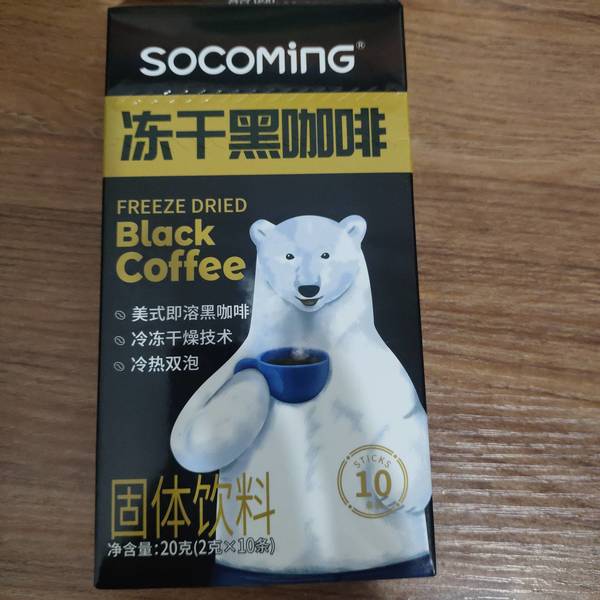 SOCOMiNG®
冻干黑咖啡
FREEZE DRIED
Black
Coffee
美式即溶黑咖啡
冷冻干燥技术
冷热双泡
STICKS
10
固体饮料
净含量:20克(2克×10条)